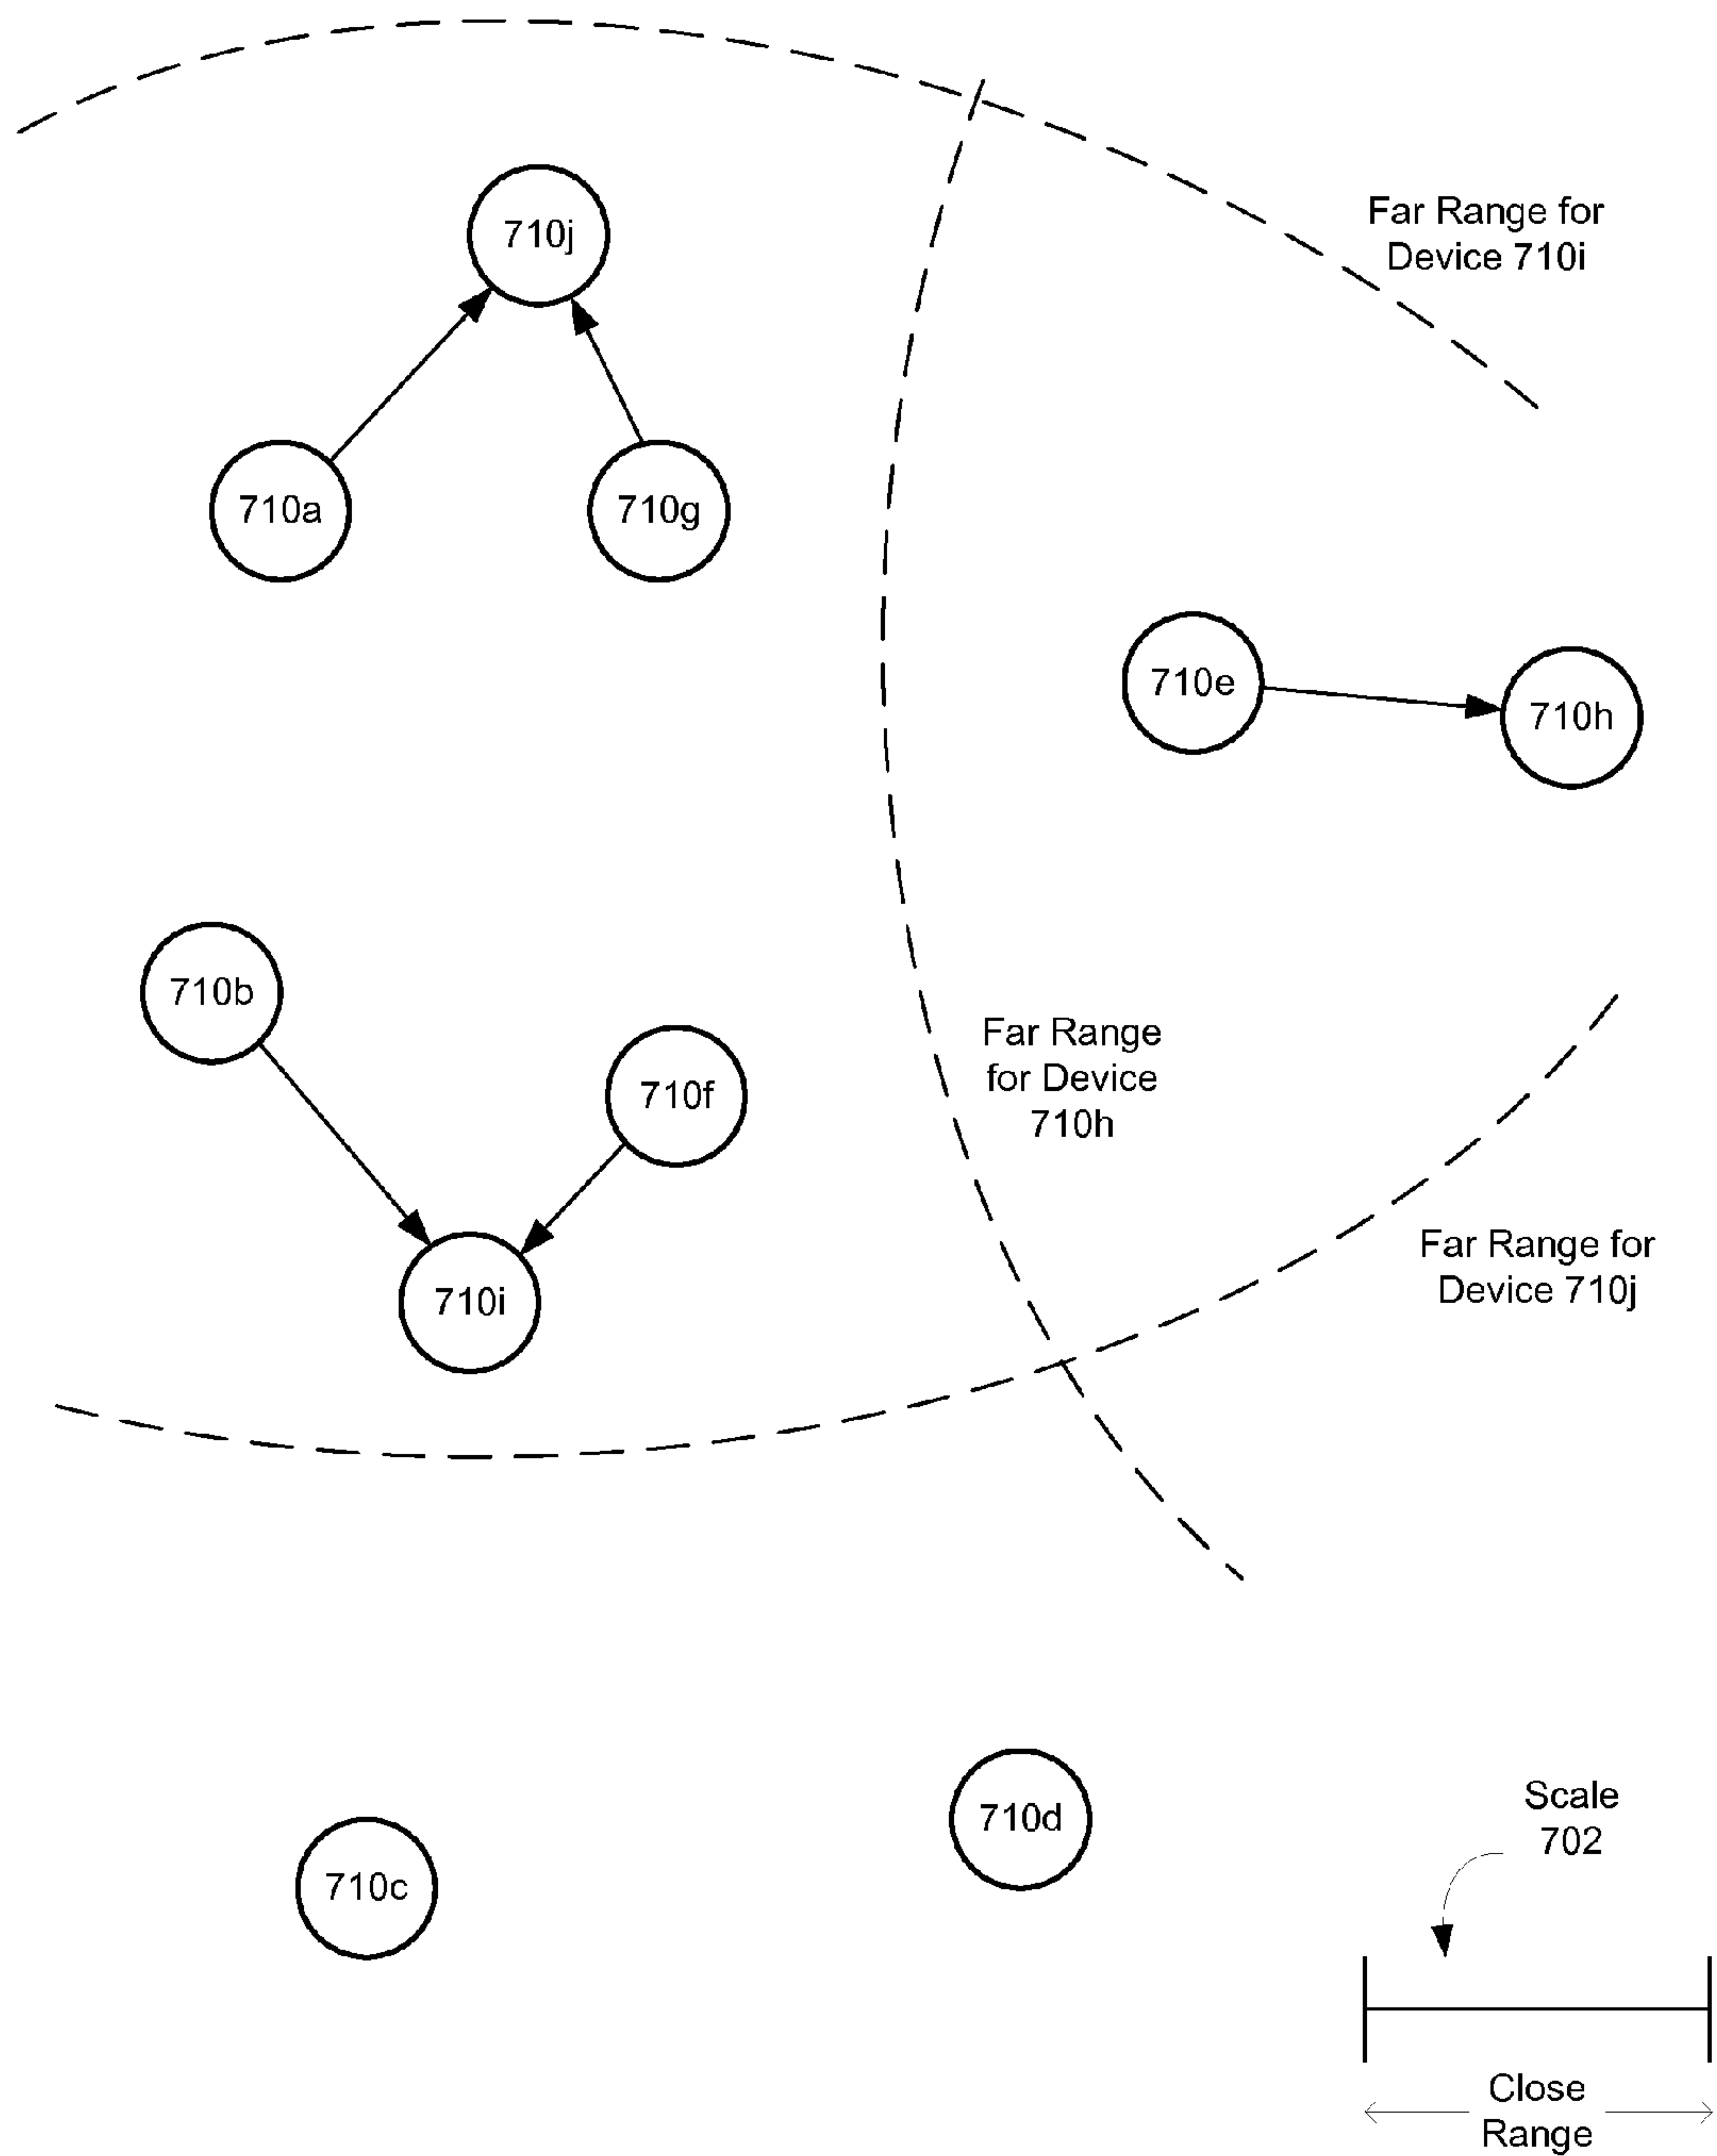 Far Range for
Device 710i
710j
710a
710g
710e
710h
710b
710f
Far Range
for Device
710h
Far Range for
Device 710j
710i
710d
710c
Scale
702
Close
Range